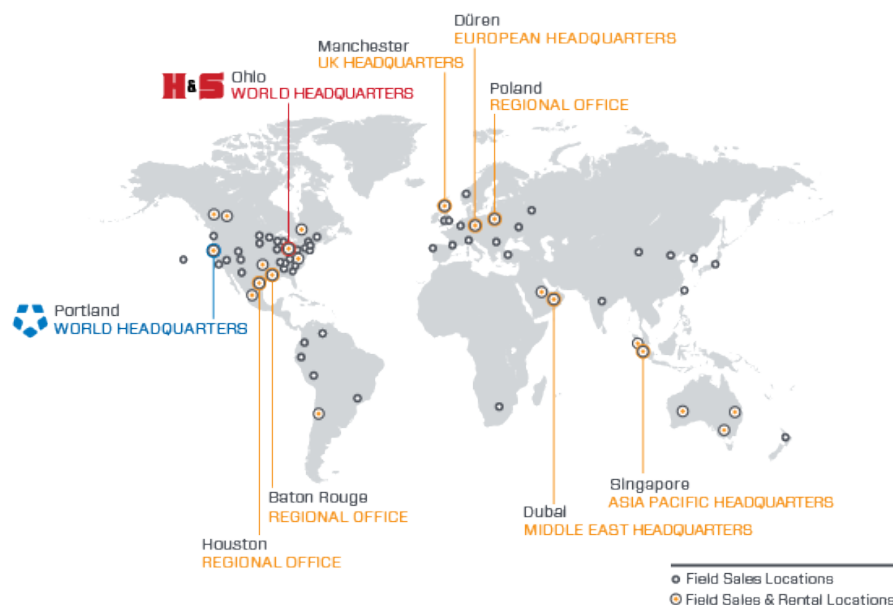 Düren
EUROPEAN HEADQUARTERS
Manchester
UK HEADQUARTERS
H&S
Ohio
WORLD HEADQUARTERS
Poland
REGIONAL OFFICE
Portland
WORLD HEADQUARTERS
Baton Rouge
REGIONAL OFFICE
Houston
REGIONAL OFFICE
Singapore
ASIA PACIFIC HEADQUARTERS
Dubai
MIDDLE EAST HEADQUARTERS
Field Sales Locations
Field Sales & Rental Locations